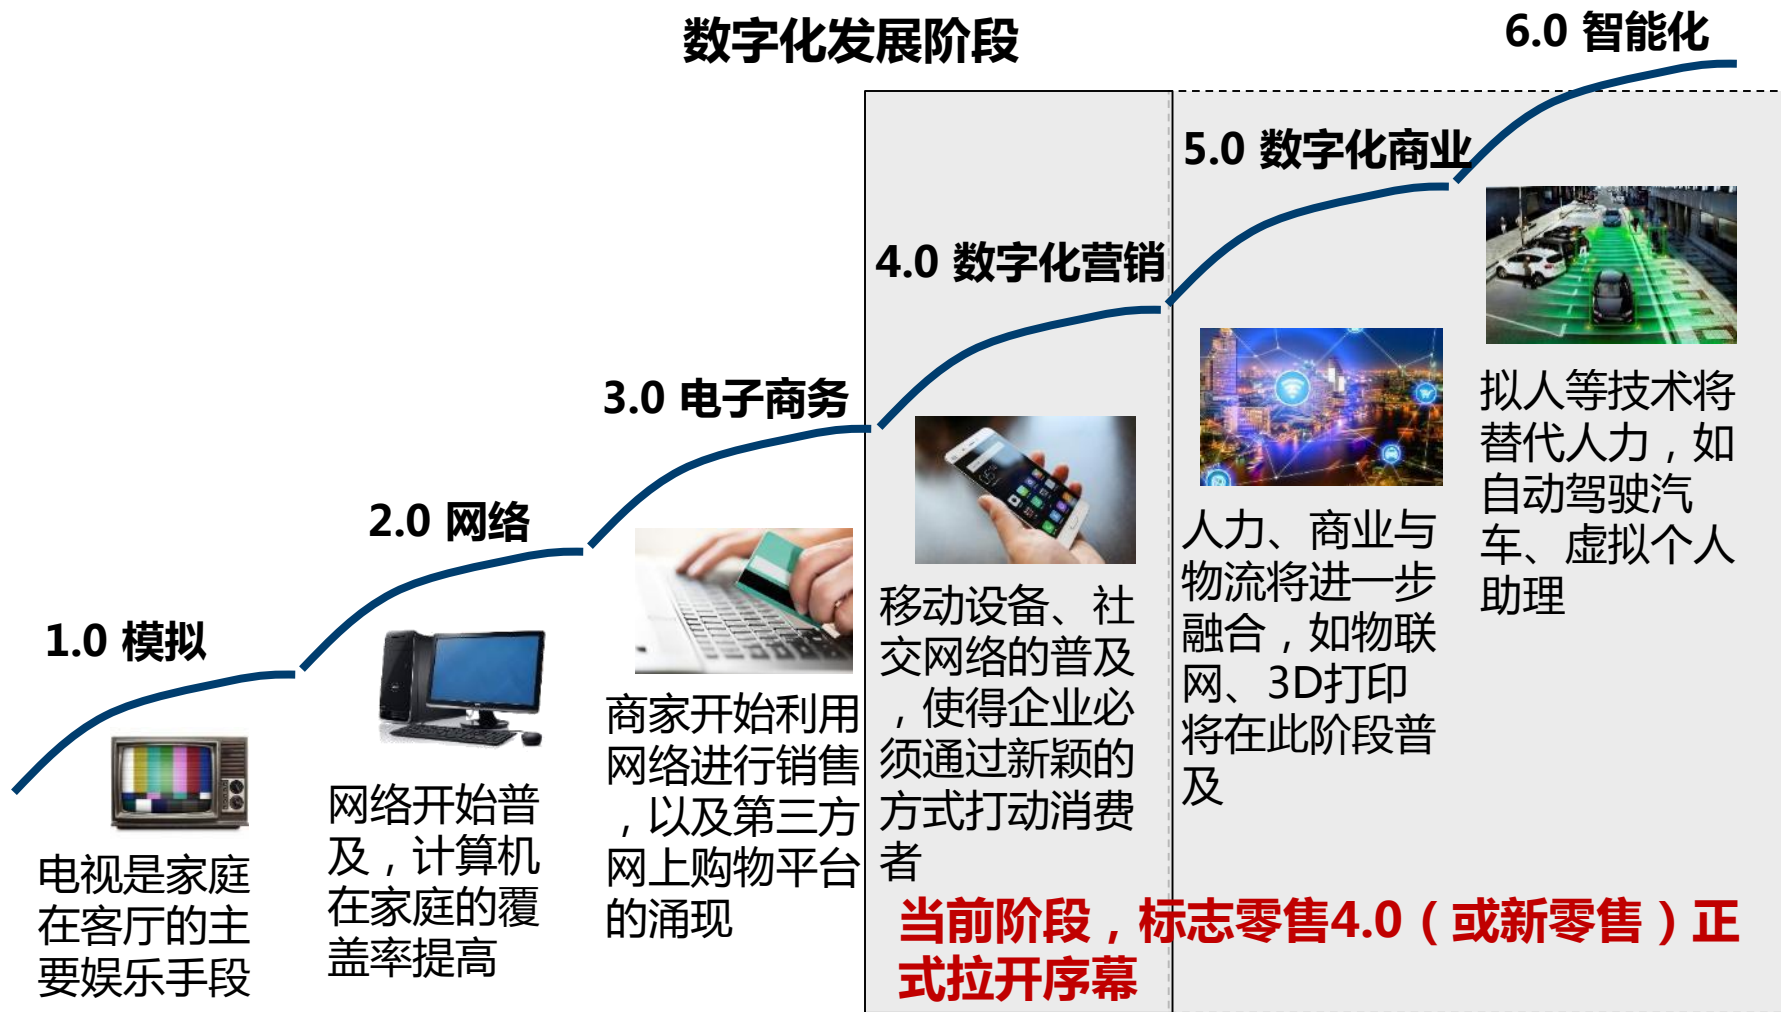 数字化发展阶段
6.0 智能化
5.0 数字化商业
4.0 数字化营销
3.0 电子商务
2.0 网络
1.0 模拟
电视是家庭
在客厅的主
要娱乐手段
网络开始普
及，计算机
在家庭的覆
盖率提高
商家开始利用
网络进行销售
，以及第三方
网上购物平台
的涌现
移动设备、社
交网络的普及
，使得企业必
须通过新颖的
方式打动消费
者
人力、商业与
物流将进一步
融合，如物联
网、3D打印
将在此阶段普
及
拟人等技术将
替代人力，如
自动驾驶汽
车、虚拟个人
助理
当前阶段，标志零售4.0（或新零售）正
式拉开序幕